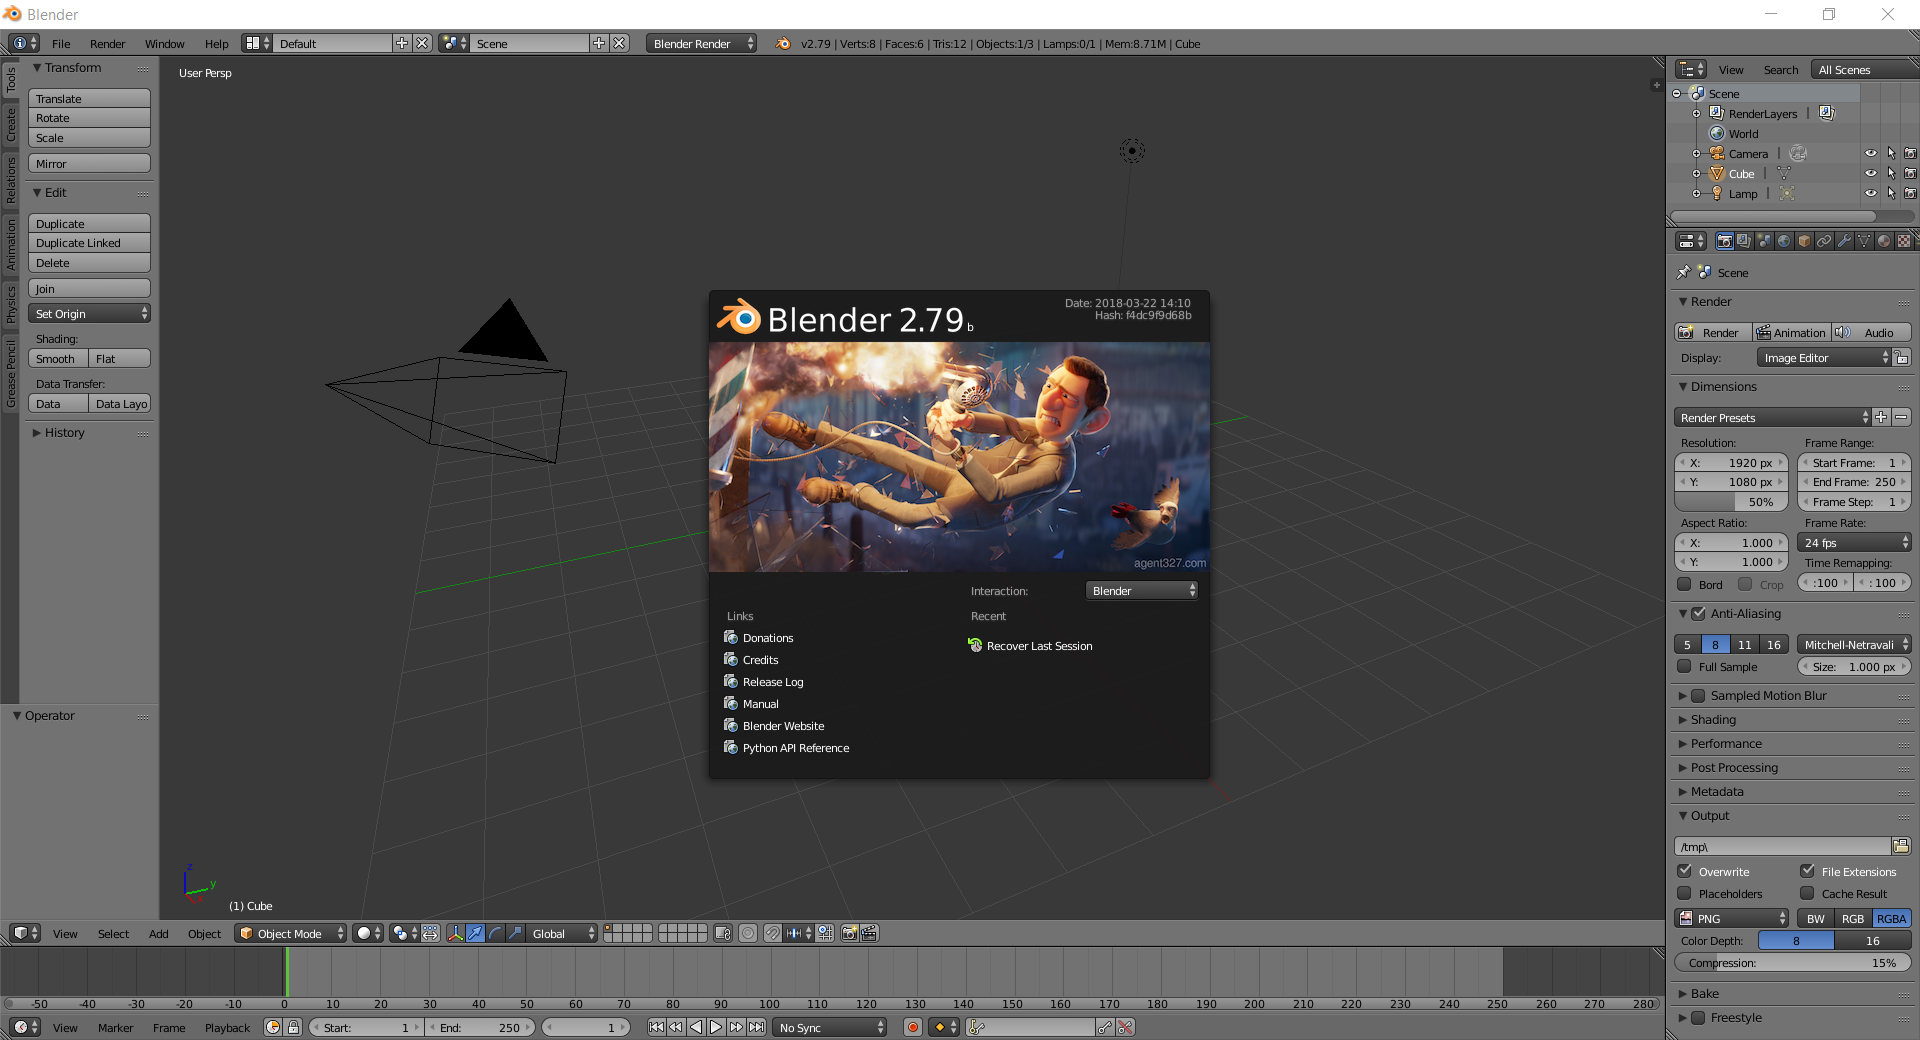 Blender
File Render Window Help Default Scene Blender Render v2.79 | Verts:8 | Faces:6 | Tris:12 | Objects:1/3 | Lamps:0/1 | Mem:8.71M | Cube
Tools
Create
Relations
Animation
Physics
Grease Pencil
Transform
Translate
Rotate
Scale
Mirror
Edit
Duplicate
Duplicate Linked
Delete
Join
Set Origin
Shading:
Smooth Flat
Data Transfer:
Data Data Layo
History
Operator
User Persp
Blender 2.79 b
Date: 2018-03-22 14:10
Hash: f4dc9f9d68b
agent327.com
Interaction: Blender
Links
Donations
Credits
Release Log
Manual
Blender Website
Python API Reference
Recent
Recover Last Session
z
y
x
(1) Cube
View Select Add Object Object Mode Global
-50 -40 -30 -20 -10 0 10 20 30 40 50 60 70 80 90 100 110 120 130 140 150 160 170 180 190 200 210 220 230 240 250 260 270 280
View Marker Frame Playback Start: 1 End: 250 1 No Sync
View Search All Scenes
Scene
RenderLayers
World
Camera
Cube
Lamp
Scene
Render
Render Animation Audio
Display: Image Editor
Dimensions
Render Presets
Resolution: Frame Range:
X: 1920 px Start Frame: 1
Y: 1080 px End Frame: 250
50% Frame Step: 1
Aspect Ratio: Frame Rate:
X: 1.000 24 fps
Y: 1.000 Time Remapping:
Bord Crop :100 : 100
Anti-Aliasing
5 8 11 16 Mitchell-Netravali
Full Sample Size: 1.000 px
Sampled Motion Blur
Shading
Performance
Post Processing
Metadata
Output
/tmp\
Overwrite File Extensions
Placeholders Cache Result
PNG BW RGB RGBA
Color Depth: 8 16
Compression: 15%
Bake
Freestyle